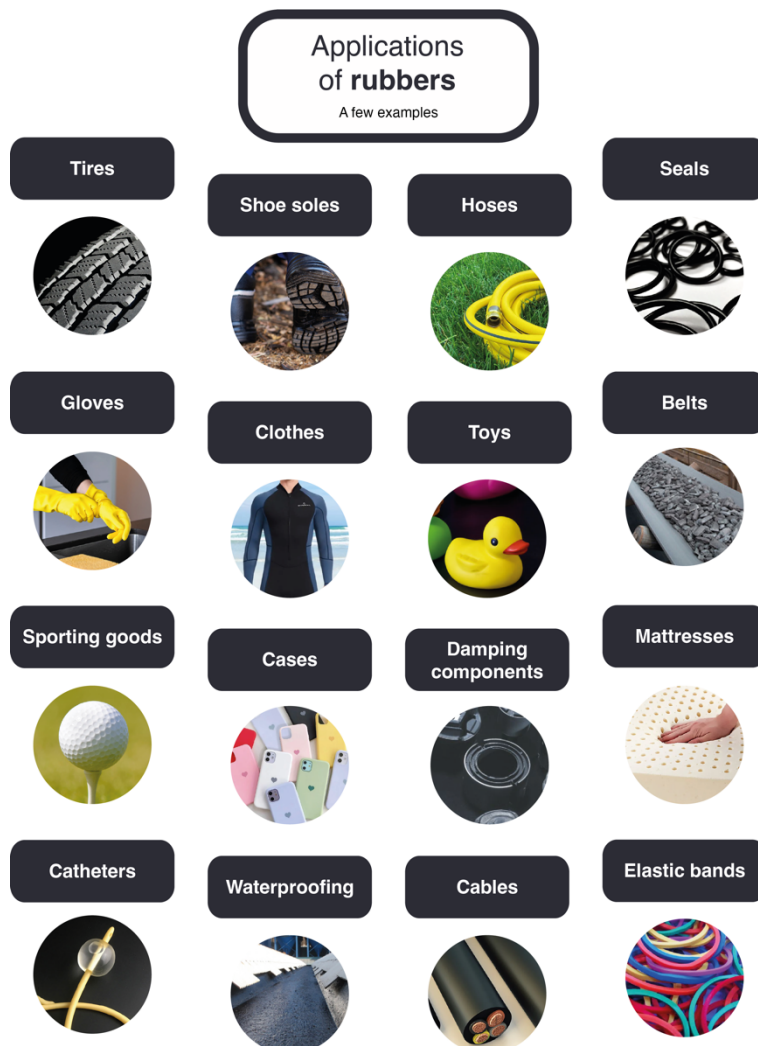 Applications
of rubbers
A few examples
Tires
Shoe soles
Hoses
Seals
Gloves
Clothes
Toys
Belts
Sporting goods
Cases
Damping
components
Mattresses
Catheters
Waterproofing
Cables
Elastic bands